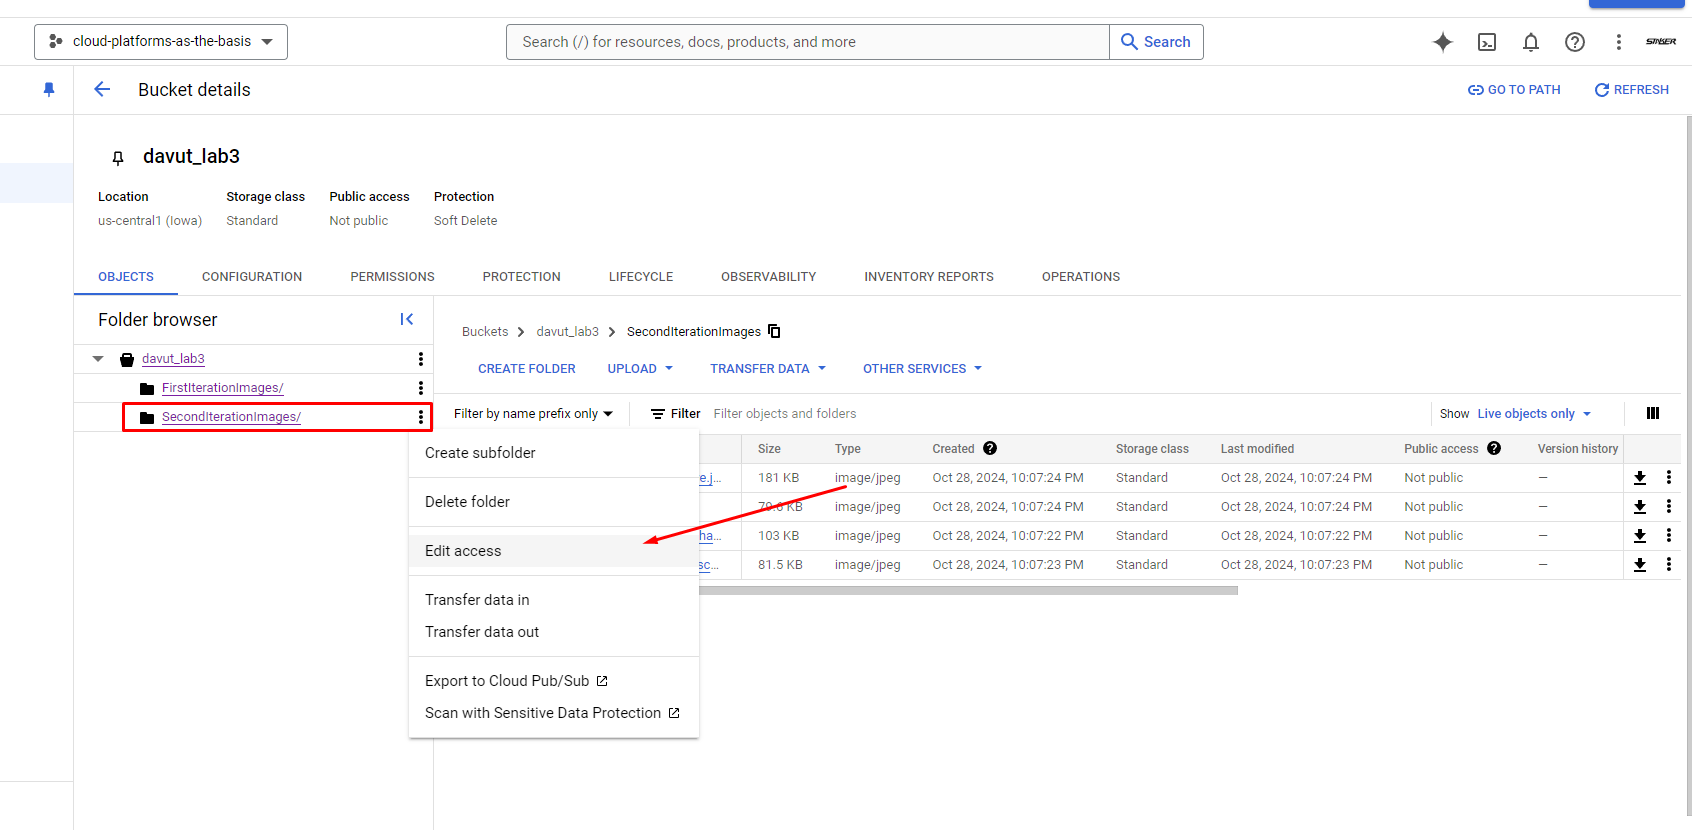 cloud-platforms-as-the-basis
Search (/) for resources, docs, products, and more
Search
Bucket details
GO TO PATH
REFRESH
davut_lab3
Location
Storage class
Public access
Protection
us-central1 (Iowa)
Standard
Not public
Soft Delete
OBJECTS
CONFIGURATION
PERMISSIONS
PROTECTION
LIFECYCLE
OBSERVABILITY
INVENTORY REPORTS
OPERATIONS
Folder browser
davut_lab3
FirstIterationImages/
SecondIterationImages/
Buckets > davut_lab3 > SecondIterationImages
CREATE FOLDER
UPLOAD
TRANSFER DATA
OTHER SERVICES
Filter by name prefix only
Filter
Filter objects and folders
Show Live objects only
Size Type Created Storage class Last modified Public access Version history
e.j... 181 KB image/jpeg Oct 28, 2024, 10:07:24 PM Standard Oct 28, 2024, 10:07:24 PM Not public —
KB image/jpeg Oct 28, 2024, 10:07:24 PM Standard Oct 28, 2024, 10:07:24 PM Not public —
ha... 103 KB image/jpeg Oct 28, 2024, 10:07:22 PM Standard Oct 28, 2024, 10:07:22 PM Not public —
sc... 81.5 KB image/jpeg Oct 28, 2024, 10:07:23 PM Standard Oct 28, 2024, 10:07:23 PM Not public —
Create subfolder
Delete folder
Edit access
Transfer data in
Transfer data out
Export to Cloud Pub/Sub
Scan with Sensitive Data Protection